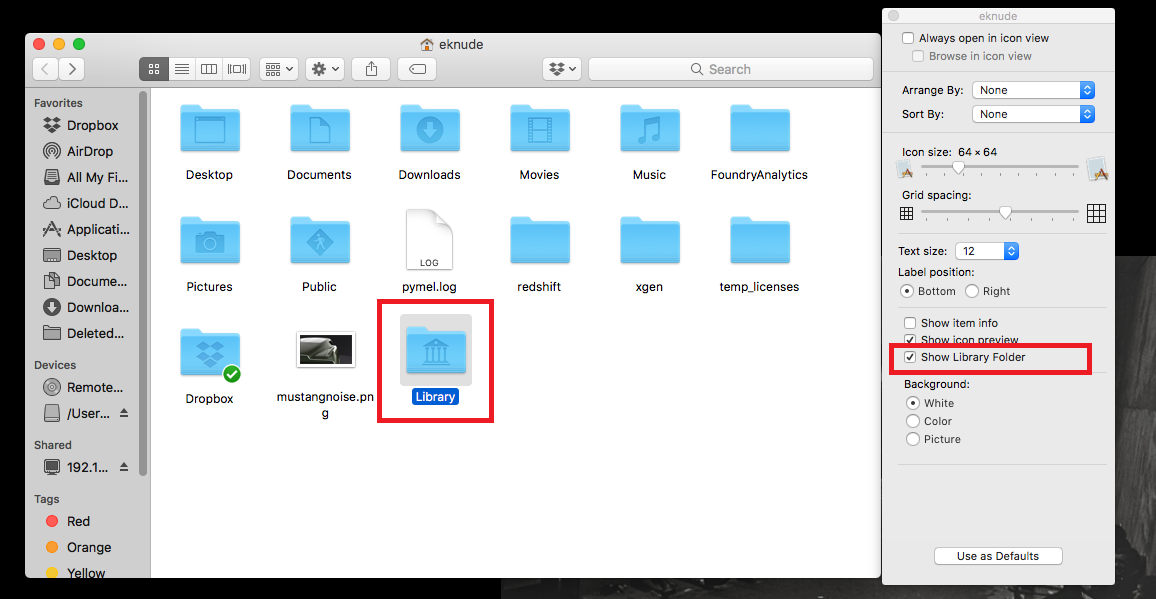 eknude
Search
Favorites
Dropbox
AirDrop
All My Fi...
iCloud D...
Applicati...
Desktop
Docume...
Downloa...
Deleted...
Devices
Remote...
/User...
Shared
192.1...
Tags
Red
Orange
Yellow
Desktop
Documents
Downloads
Movies
Music
FoundryAnalytics
Pictures
Public
LOG
pymel.log
redshift
xgen
temp_licenses
Dropbox
mustangnoise.pn
g
Library
eknude
Always open in icon view
Browse in icon view
Arrange By: None
Sort By: None
Icon size: 64 × 64
Grid spacing:
Text size: 12
Label position:
Bottom Right
Show item info
Show icon preview
Show Library Folder
Background:
White
Color
Picture
Use as Defaults